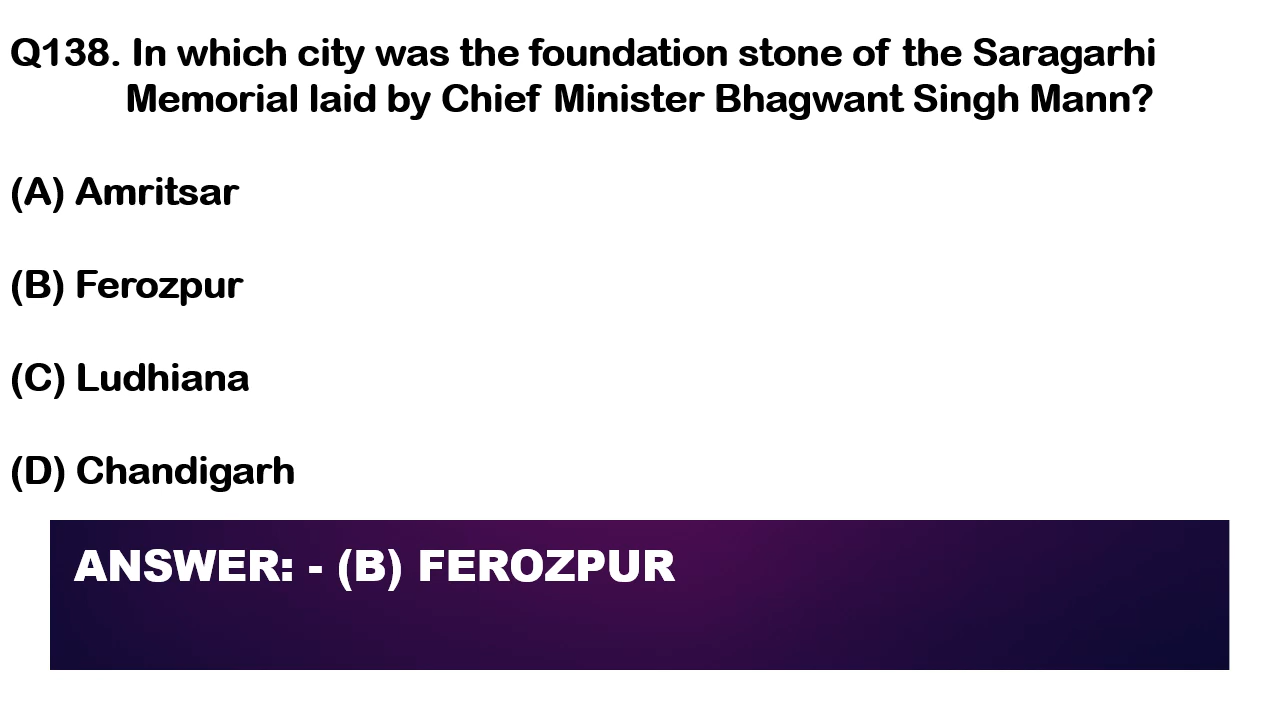 Q138. In which city was the foundation stone of the Saragarhi
Memorial laid by Chief Minister Bhagwant Singh Mann?
(A) Amritsar
(B) Ferozpur
(C) Ludhiana
(D) Chandigarh
ANSWER: - (B) FEROZPUR